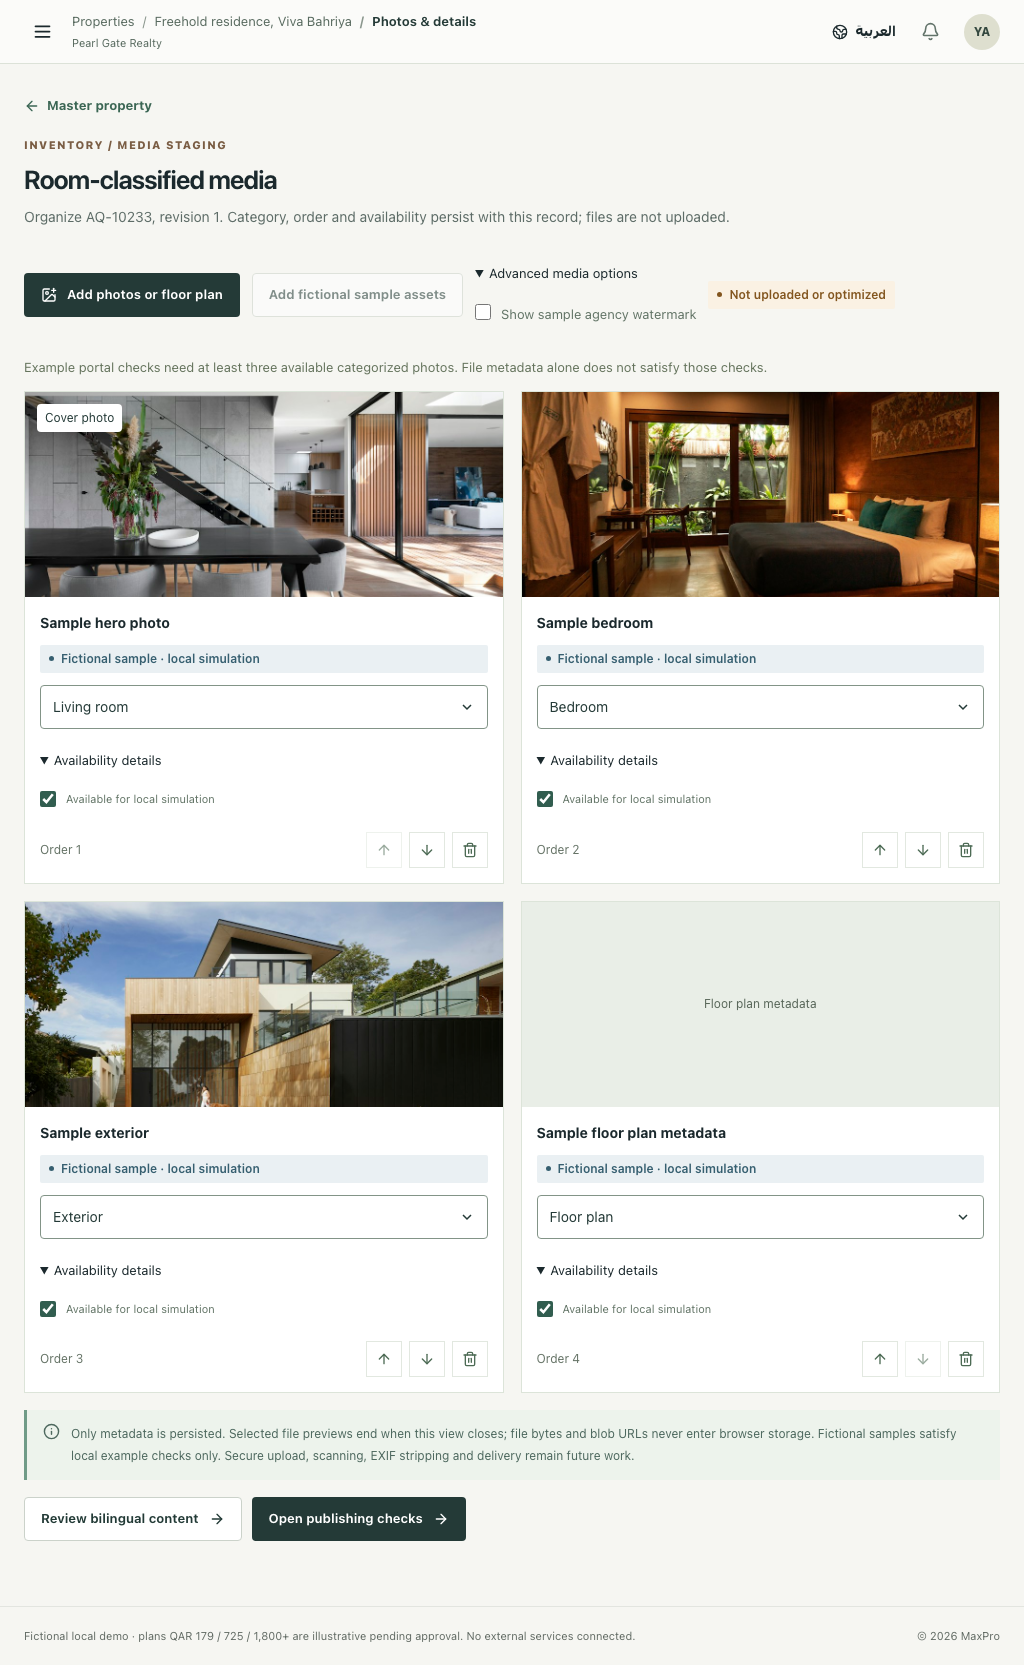 Properties / Freehold residence, Viva Bahriya / Photos & details
Pearl Gate Realty
العربية
YA
Master property
INVENTORY / MEDIA STAGING
Room-classified media
Organize AQ-10233, revision 1. Category, order and availability persist with this record; files are not uploaded.
Add photos or floor plan
Add fictional sample assets
Advanced media options
Show sample agency watermark
Not uploaded or optimized
Example portal checks need at least three available categorized photos. File metadata alone does not satisfy those checks.
Cover photo
Sample hero photo
Fictional sample · local simulation
Living room
Availability details
Available for local simulation
Order 1
Sample bedroom
Fictional sample · local simulation
Bedroom
Availability details
Available for local simulation
Order 2
Sample exterior
Fictional sample · local simulation
Exterior
Availability details
Available for local simulation
Order 3
Floor plan metadata
Sample floor plan metadata
Fictional sample · local simulation
Floor plan
Availability details
Available for local simulation
Order 4
Only metadata is persisted. Selected file previews end when this view closes; file bytes and blob URLs never enter browser storage. Fictional samples satisfy
local example checks only. Secure upload, scanning, EXIF stripping and delivery remain future work.
Review bilingual content
Open publishing checks
Fictional local demo · plans QAR 179 / 725 / 1,800+ are illustrative pending approval. No external services connected.
© 2026 MaxPro